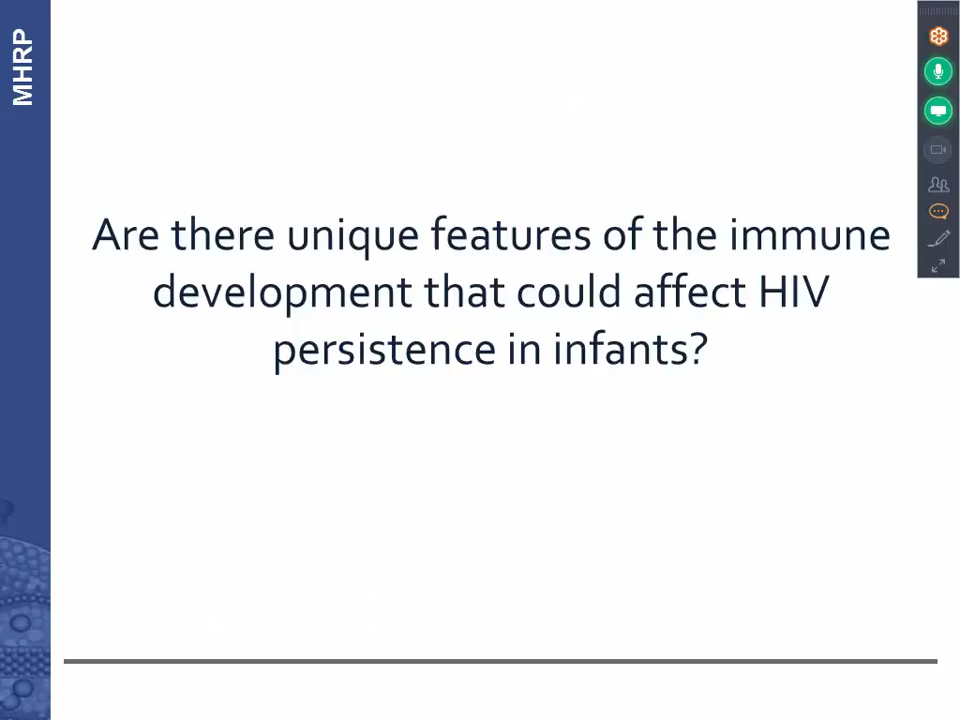 MHRP
Are there unique features of the immune
development that could affect HIV
persistence in infants?